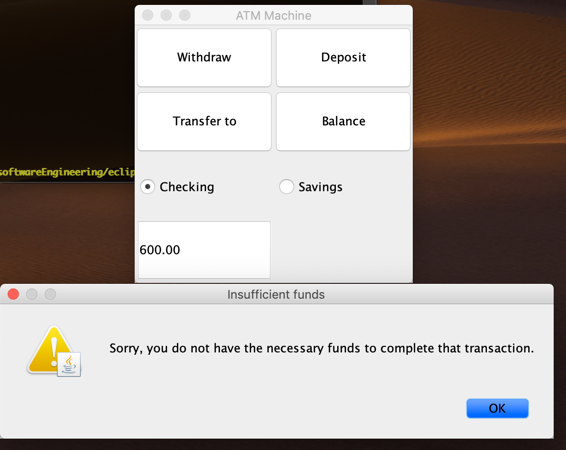 ATM Machine
Withdraw
Deposit
Transfer to
Balance
softwareEngineering/eclip
Checking
Savings
600.00
Insufficient funds
Sorry, you do not have the necessary funds to complete that transaction.
OK